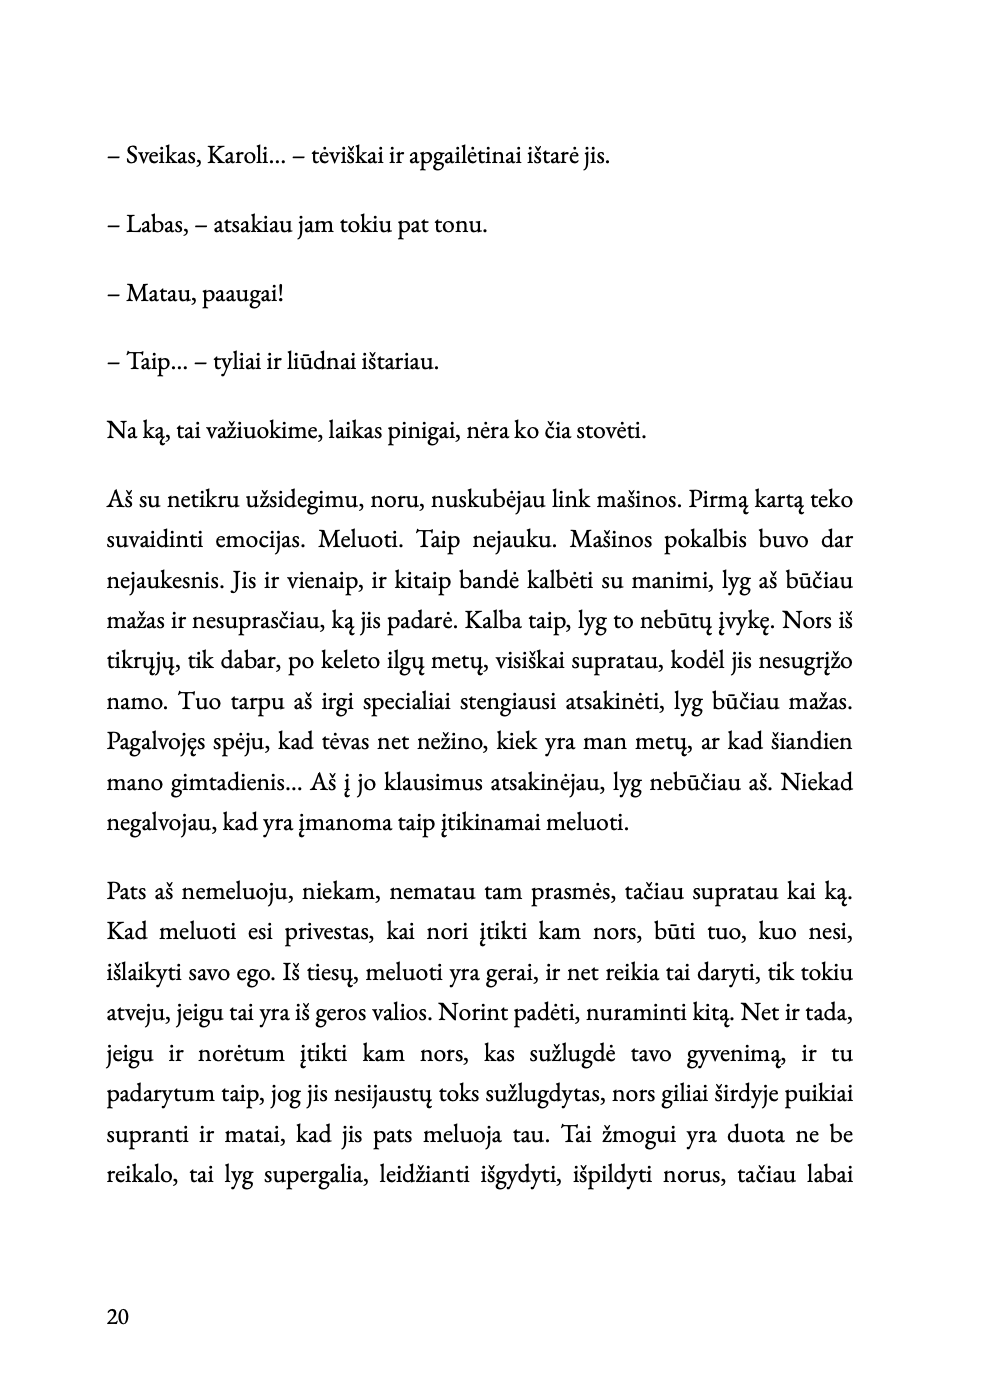 – Sveikas, Karoli... – tėviškai ir apgailėtinai ištarė jis.
– Labas, – atsakiau jam tokiu pat tonu.
– Matau, paaugai!
– Taip... – tyliai ir liūdnai ištariau.
Na ką, tai važiuokime, laikas pinigai, nėra ko čia stovėti.
Aš su netikru užsidegimu, noru, nuskubėjau link mašinos. Pirmą kartą teko
suvaidinti emocijas. Meluoti. Taip nejauku. Mašinos pokalbis buvo dar
nejaukesnis. Jis ir vienaip, ir kitaip bandė kalbėti su manimi, lyg aš būčiau
mažas ir nesuprasčiau, ką jis padarė. Kalba taip, lyg to nebūtų įvykę. Nors iš
tikrųjų, tik dabar, po keleto ilgų metų, visiškai supratau, kodėl jis nesugrįžo
namo. Tuo tarpu aš irgi specialiai stengiausi atsakinėti, lyg būčiau mažas.
Pagalvojęs spėju, kad tėvas net nežino, kiek yra man metų, ar kad šiandien
mano gimtadienis... Aš į jo klausimus atsakinėjau, lyg nebūčiau aš. Niekad
negalvojau, kad yra įmanoma taip įtikinamai meluoti.
Pats aš nemeluoju, niekam, nematau tam prasmės, tačiau supratau kai ką.
Kad meluoti esi privestas, kai nori įtikti kam nors, būti tuo, kuo nesi,
išlaikyti savo ego. Iš tiesų, meluoti yra gerai, ir net reikia tai daryti, tik tokiu
atveju, jeigu tai yra iš geros valios. Norint padėti, nuraminti kitą. Net ir tada,
jeigu ir norėtum įtikti kam nors, kas sužlugdė tavo gyvenimą, ir tu
padarytum taip, jog jis nesijaustų toks sužlugdytas, nors giliai širdyje puikiai
supranti ir matai, kad jis pats meluoja tau. Tai žmogui yra duota ne be
reikalo, tai lyg supergalia, leidžianti išgydyti, išpildyti norus, tačiau labai
20